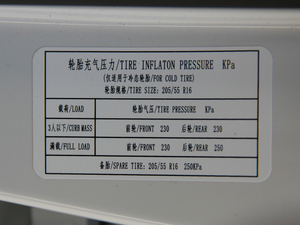 轮胎充气压力/TIRE INFLATON PRESSURE KPa
(仅适用于冷态轮胎/FOR COLD TIRE)
轮胎规格/TIRE SIZE: 205/55 R16
载荷/LOAD 轮胎气压/TIRE PRESSURE KPa
3人以下/CURB MASS 前轮/FRONT 230 后轮/REAR 230
满载/FULL LOAD 前轮/FRONT 230 后轮/REAR 250
备胎/SPARE TIRE: 205/55 R16 250KPa